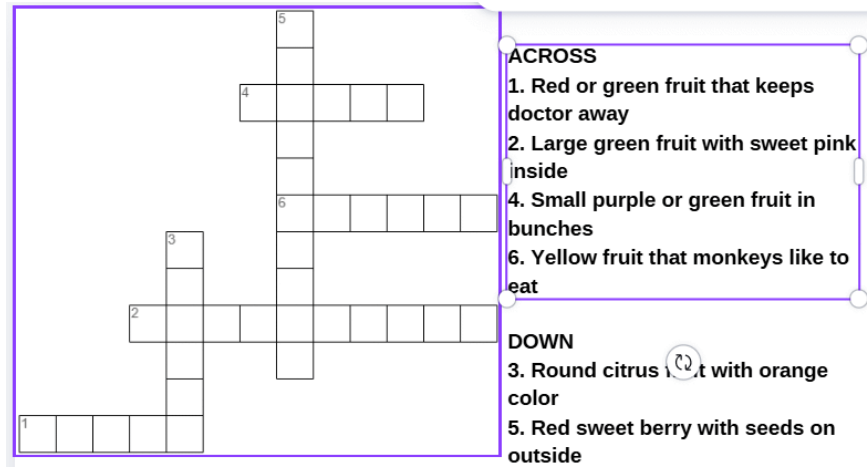 5
4
6
3
2
1
ACROSS
1. Red or green fruit that keeps
doctor away
2. Large green fruit with sweet pink
inside
4. Small purple or green fruit in
bunches
6. Yellow fruit that monkeys like to
eat
DOWN
3. Round citrus with orange
color
5. Red sweet berry with seeds on
outside